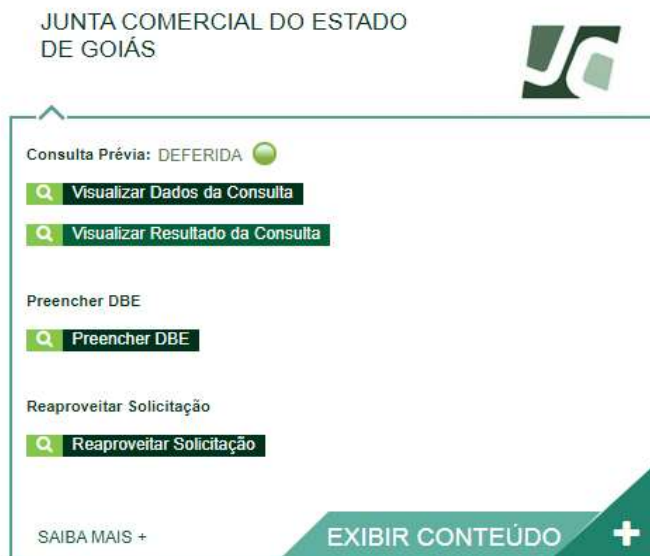 JUNTA COMERCIAL DO ESTADO
DE GOIÁS
Consulta Prévia: DEFERIDA
Visualizar Dados da Consulta
Visualizar Resultado da Consulta
Preencher DBE
Preencher DBE
Reaproveitar Solicitação
Reaproveitar Solicitação
SAIBA MAIS +
EXIBIR CONTEÚDO +